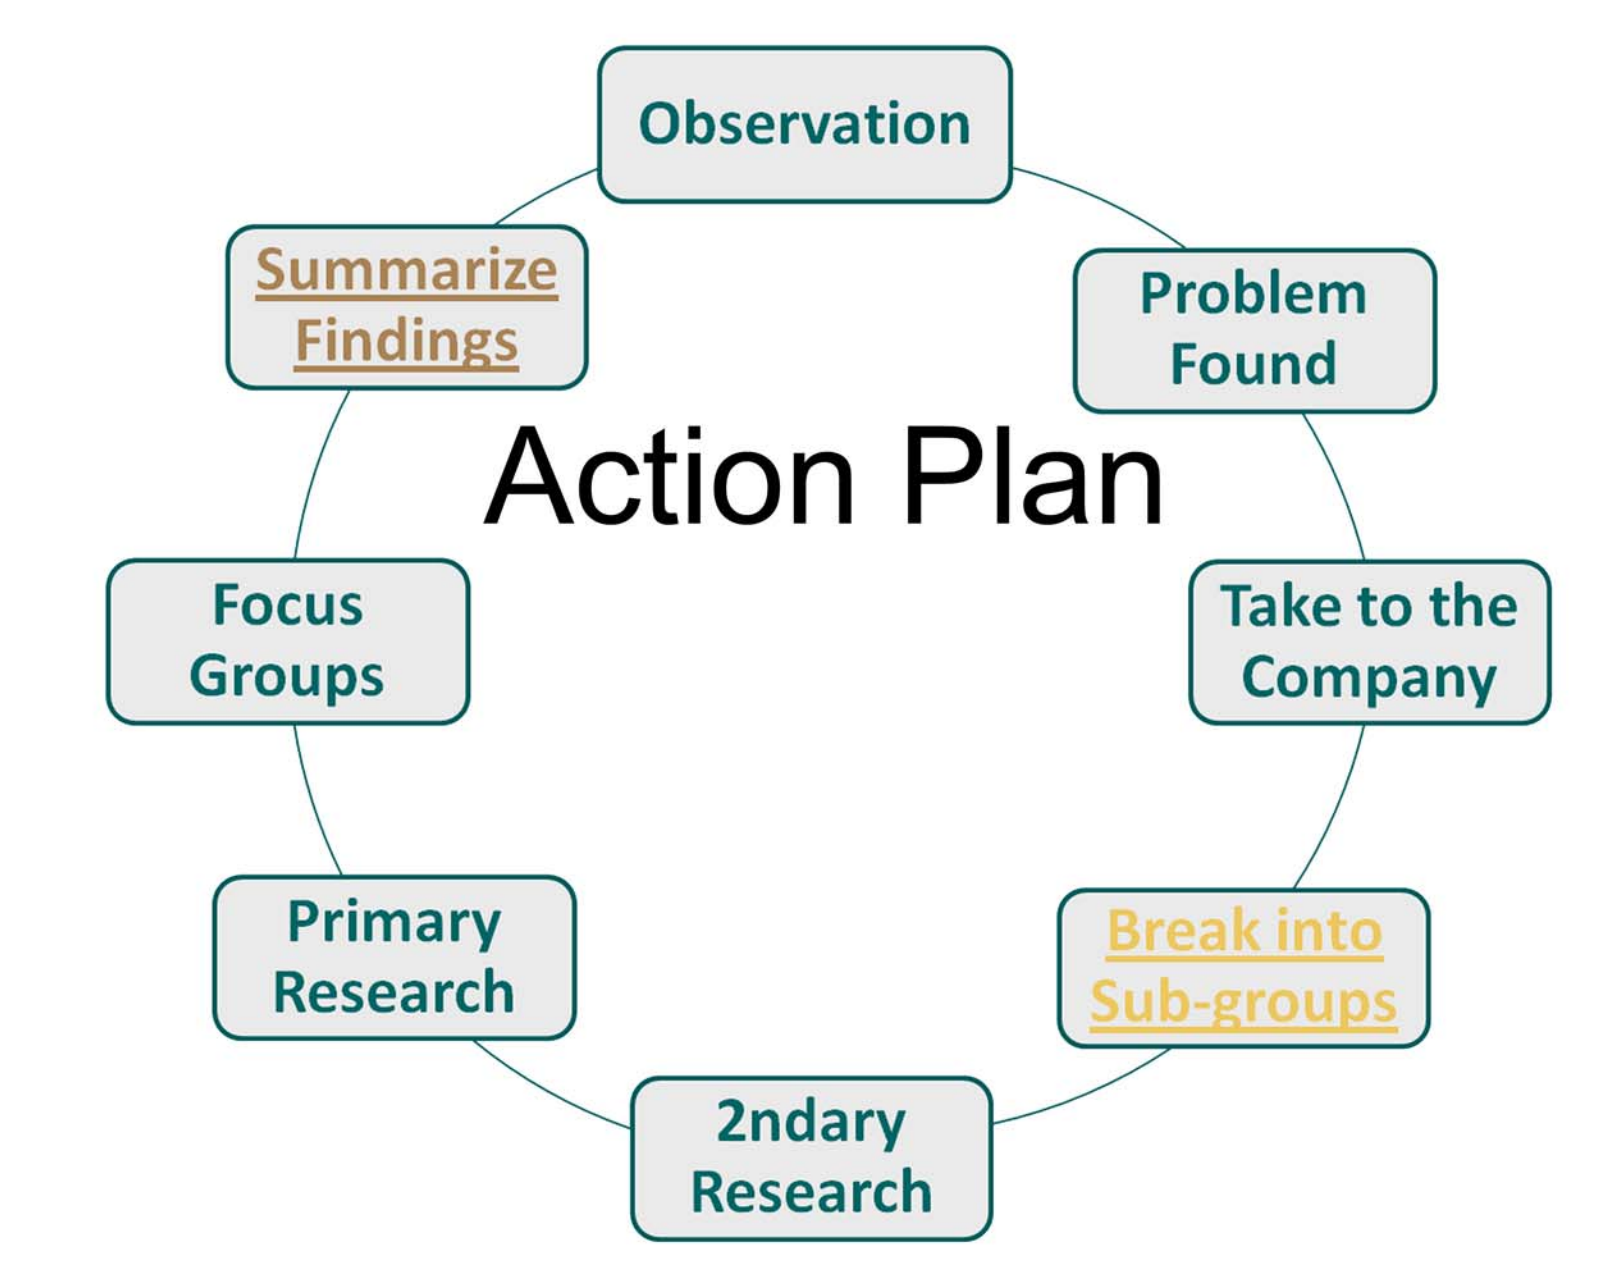 Observation
Problem
Found
Take to the
Company
Break into
Sub-groups
2ndary
Research
Primary
Research
Focus
Groups
Summarize
Findings
Action Plan